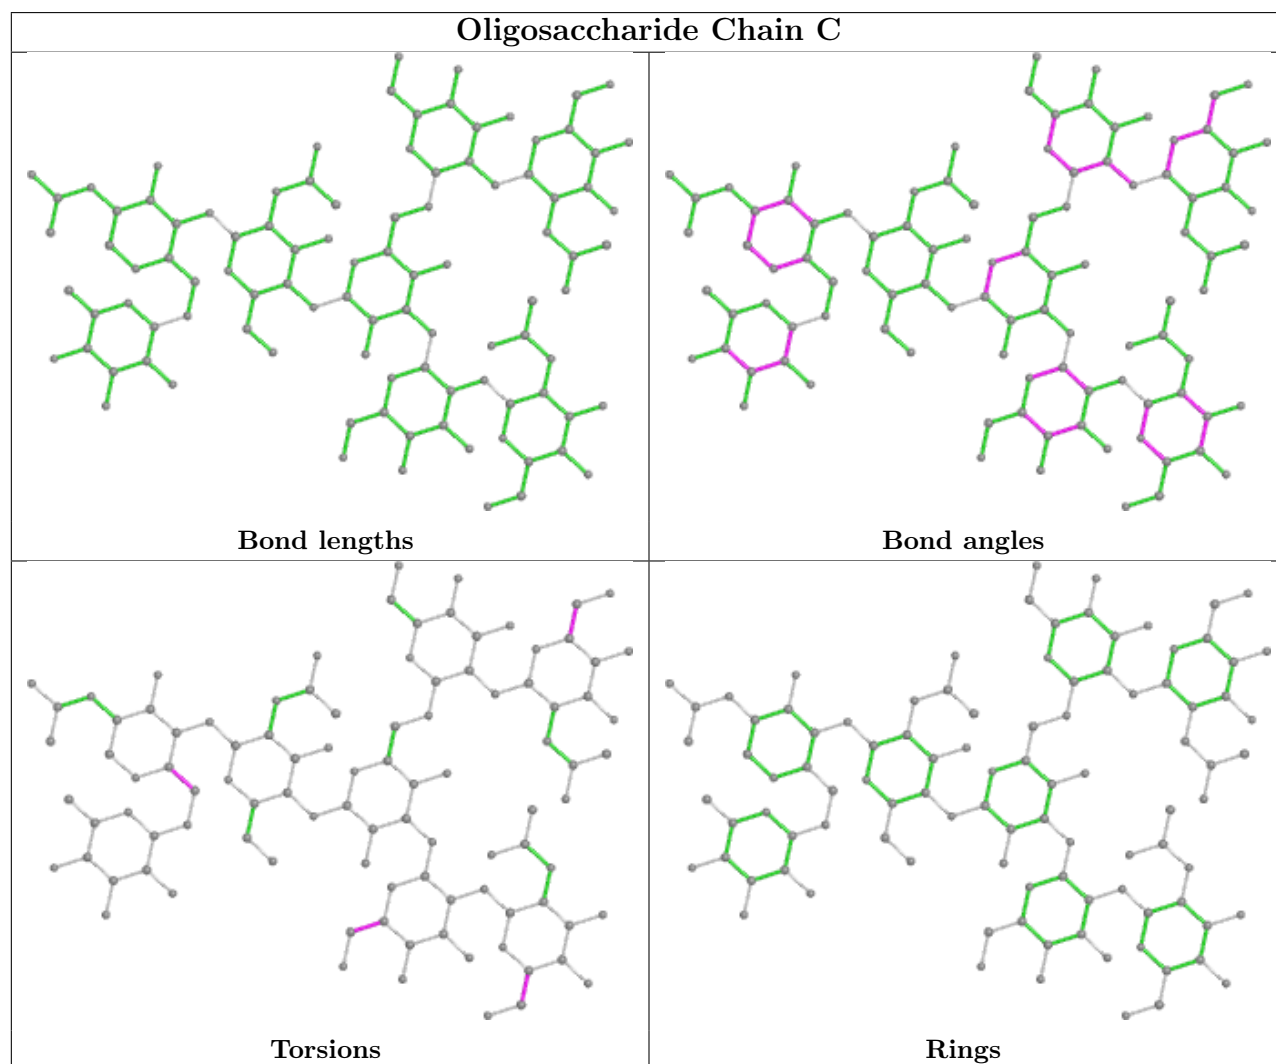 Oligosaccharide Chain C
Bond lengths
Bond angles
Torsions
Rings